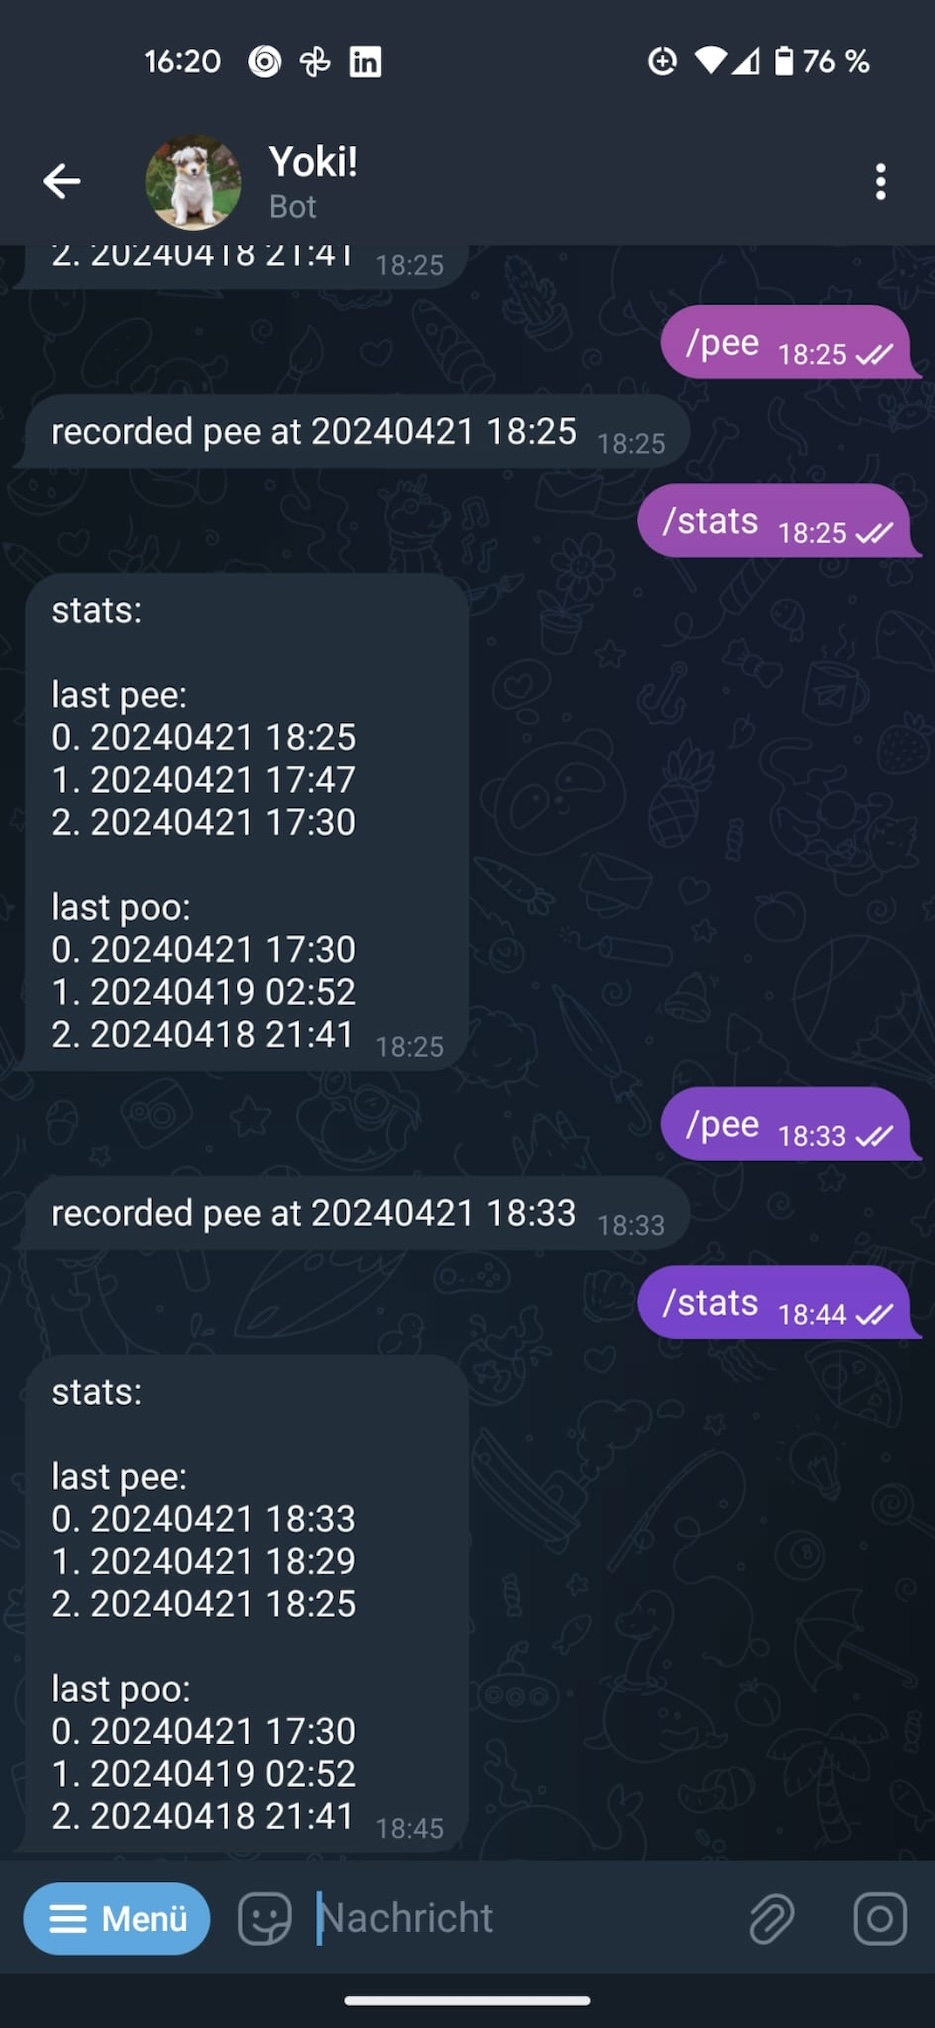 16:20 in 76 %
Yoki!
Bot
2. 20240418 21:41 18:25
/pee 18:25
recorded pee at 20240421 18:25 18:25
/stats 18:25
stats:
last pee:
0. 20240421 18:25
1. 20240421 17:47
2. 20240421 17:30
last poo:
0. 20240421 17:30
1. 20240419 02:52
2. 20240418 21:41 18:25
/pee 18:33
recorded pee at 20240421 18:33 18:33
/stats 18:44
stats:
last pee:
0. 20240421 18:33
1. 20240421 18:29
2. 20240421 18:25
last poo:
0. 20240421 17:30
1. 20240419 02:52
2. 20240418 21:41 18:45
Menü Nachricht